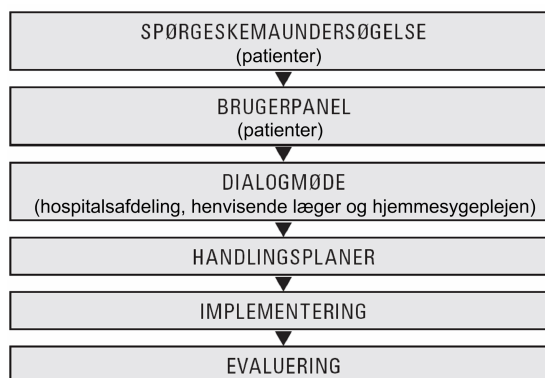 SPØRGESKEMAUNDERSØGELSE
(patienter)
BRUGERPANEL
(patienter)
DIALOGMØDE
(hospitalsafdeling, henvisende læger og hjemmesygeplejen)
HANDLINGSPLANER
IMPLEMENTERING
EVALUERING